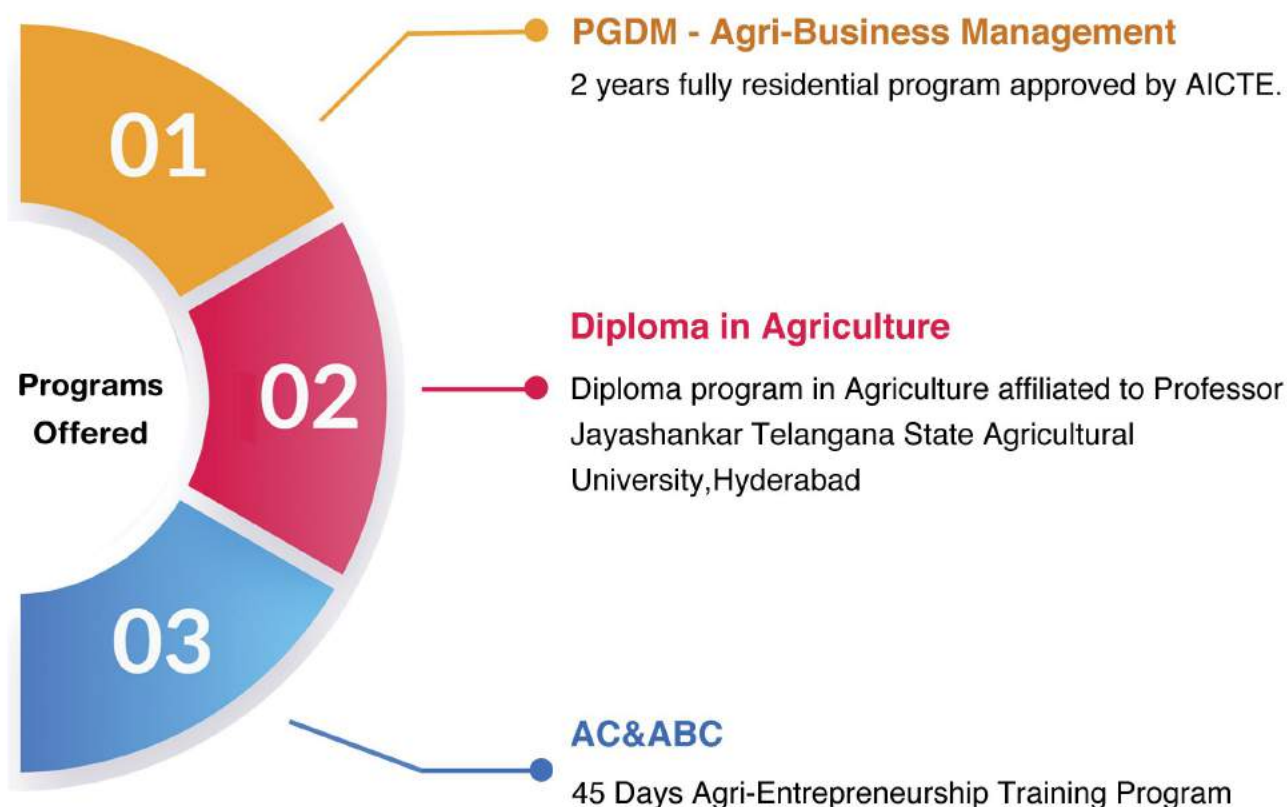 01
PGDM - Agri-Business Management
2 years fully residential program approved by AICTE.
Programs
Offered
02
Diploma in Agriculture
Diploma program in Agriculture affiliated to Professor
Jayashankar Telangana State Agricultural
University,Hyderabad
03
AC&ABC
45 Days Agri-Entrepreneurship Training Program